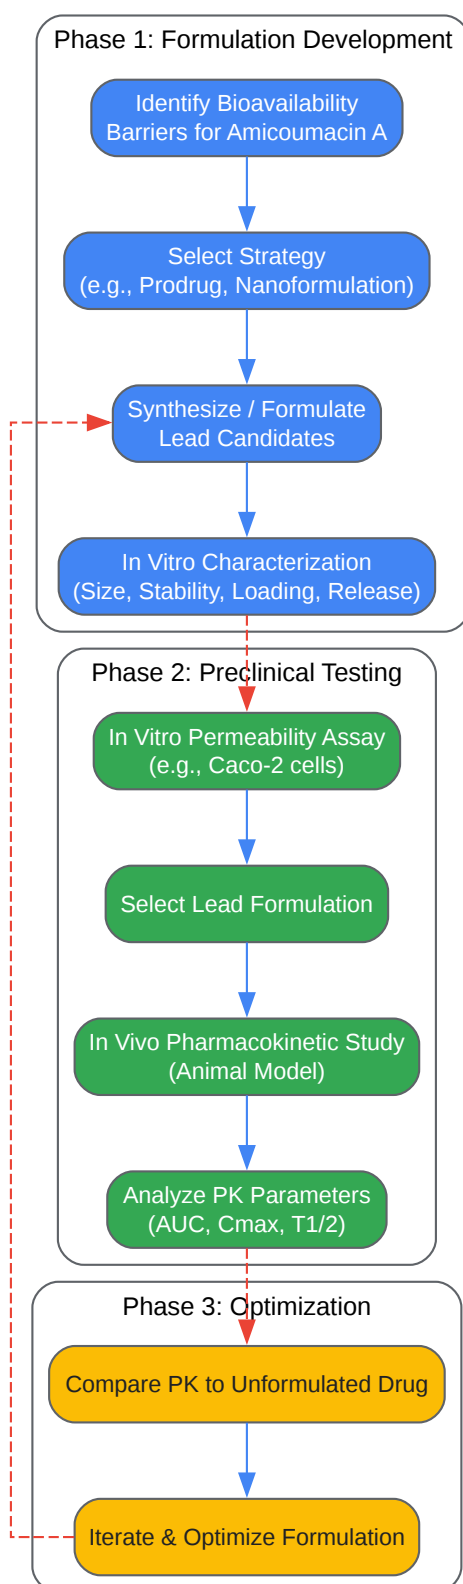 Phase 1: Formulation Development
Identify Bioavailability
Barriers for Amicoumacin A
Select Strategy
(e.g., Prodrug, Nanoformulation)
Synthesize / Formulate
Lead Candidates
In Vitro Characterization
(Size, Stability, Loading, Release)
Phase 2: Preclinical Testing
In Vitro Permeability Assay
(e.g., Caco-2 cells)
Select Lead Formulation
In Vivo Pharmacokinetic Study
(Animal Model)
Analyze PK Parameters
(AUC, Cmax, T1/2)
Phase 3: Optimization
Compare PK to Unformulated Drug
Iterate & Optimize Formulation